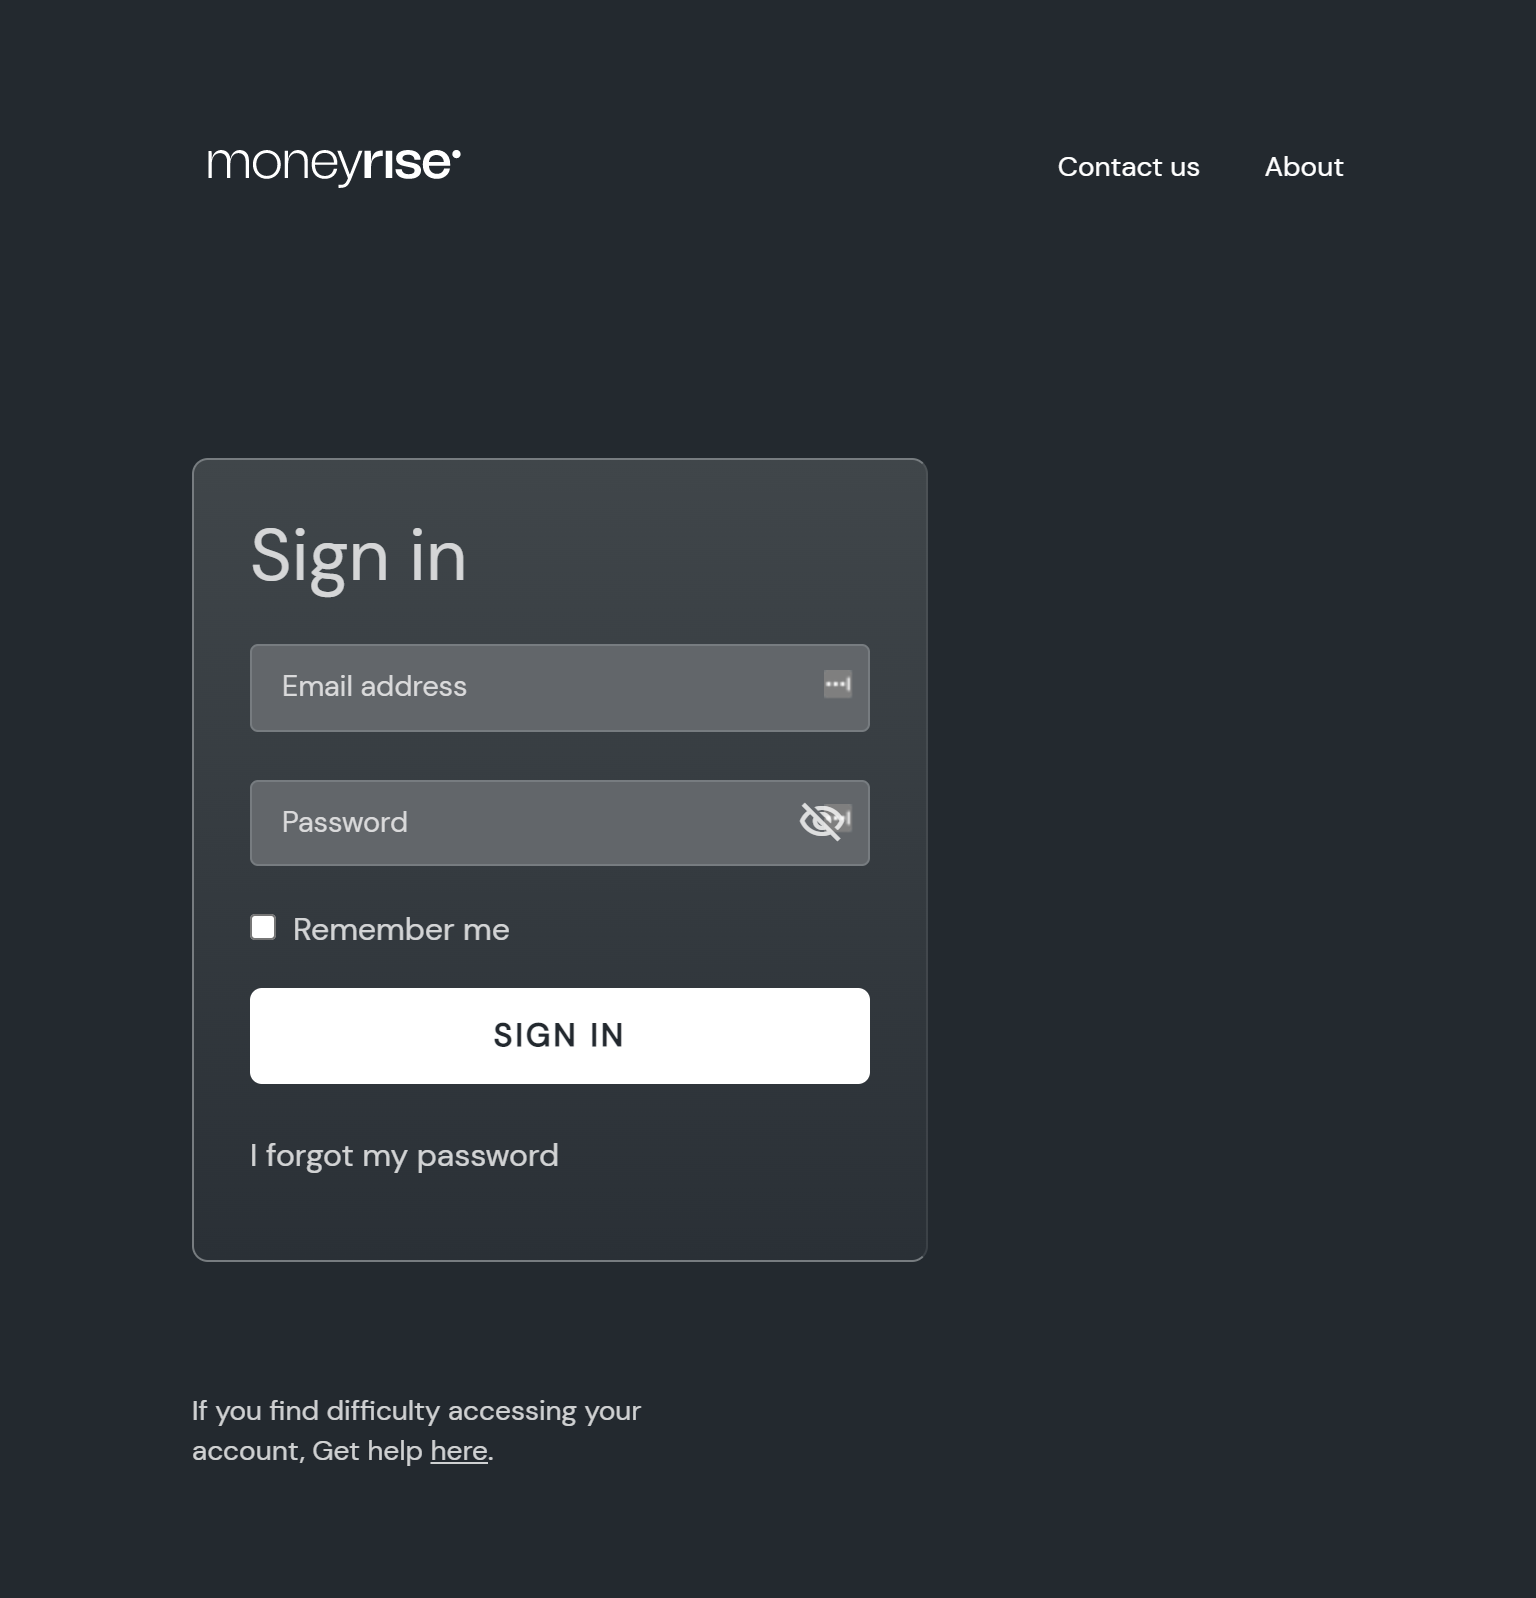 moneyrise
Contact us
About
Sign in
Email address
Password
Remember me
SIGN IN
I forgot my password
If you find difficulty accessing your
account, Get help here.